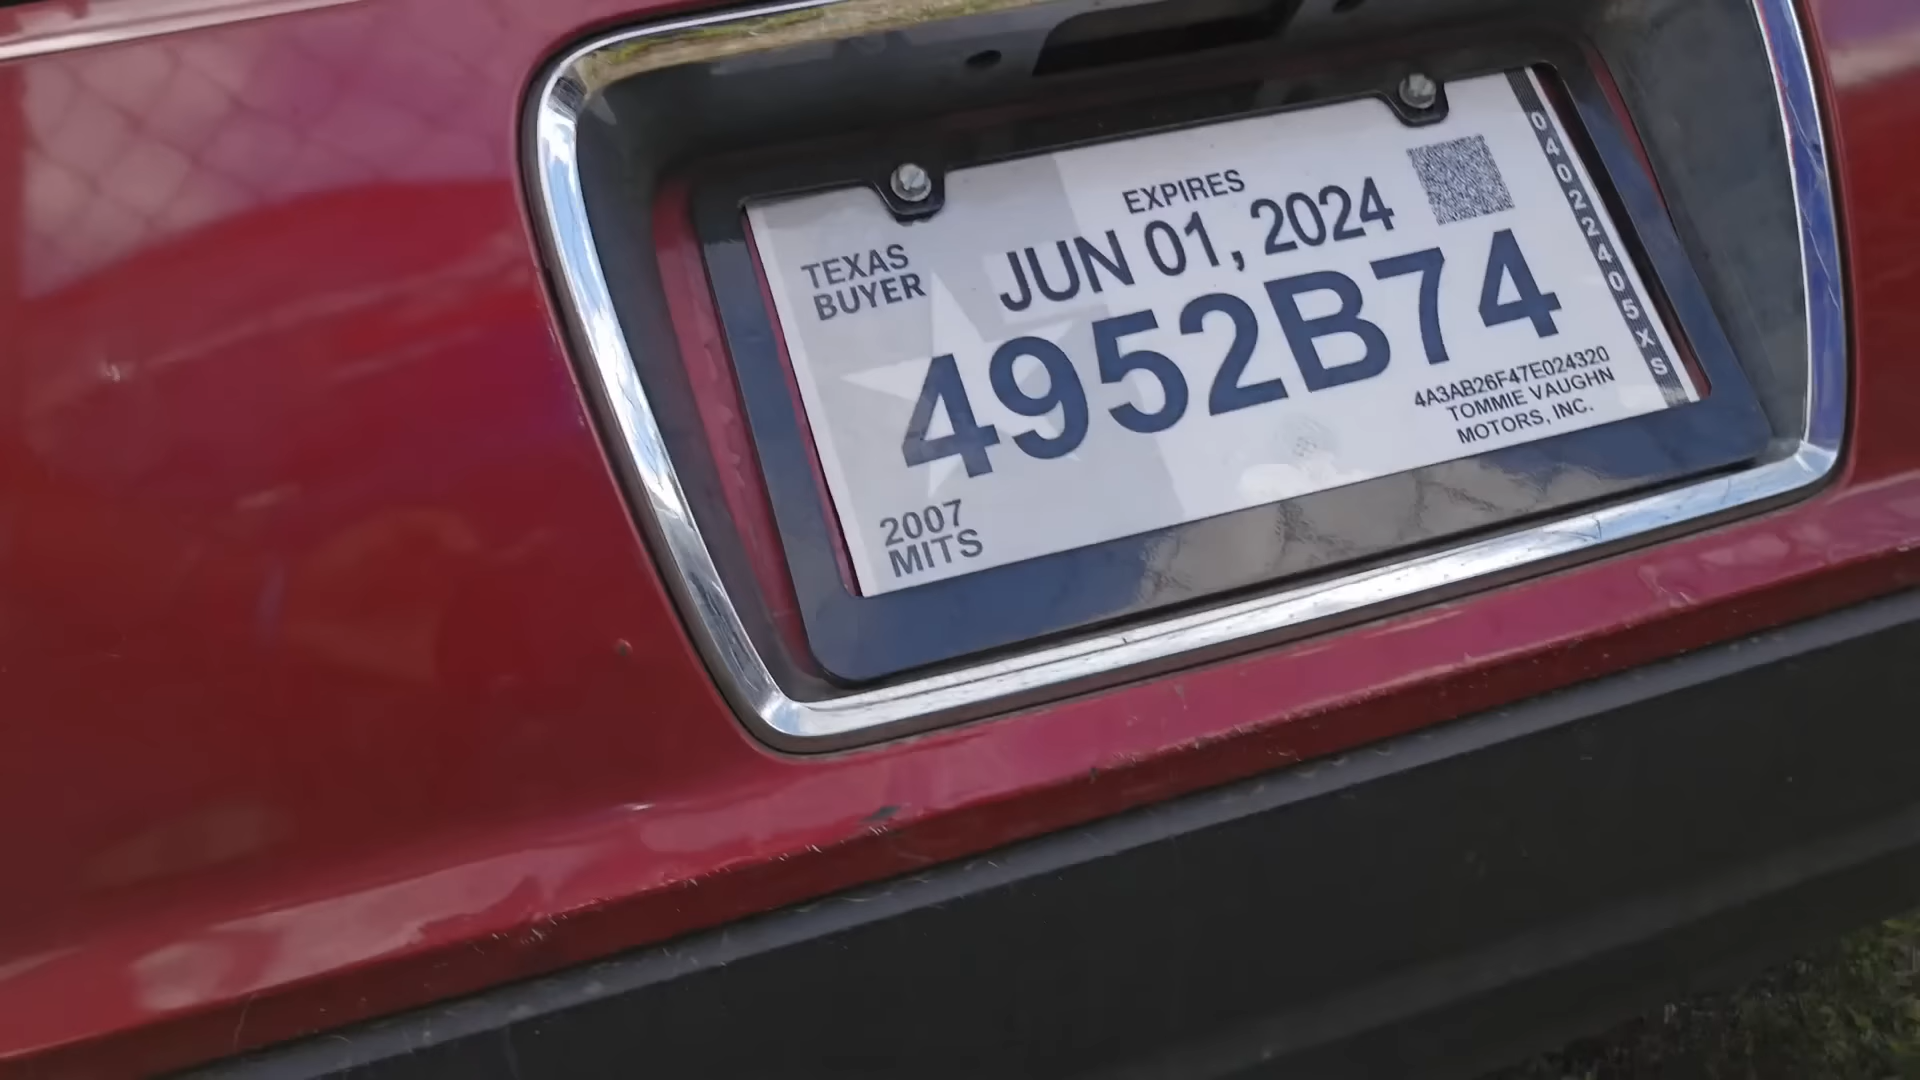 EXPIRES
JUN 01, 2024
TEXAS
BUYER
4952B74
4A3AB26F47E024320
TOMMIE VAUGHN
MOTORS, INC.
2007
MITS
04022405XS